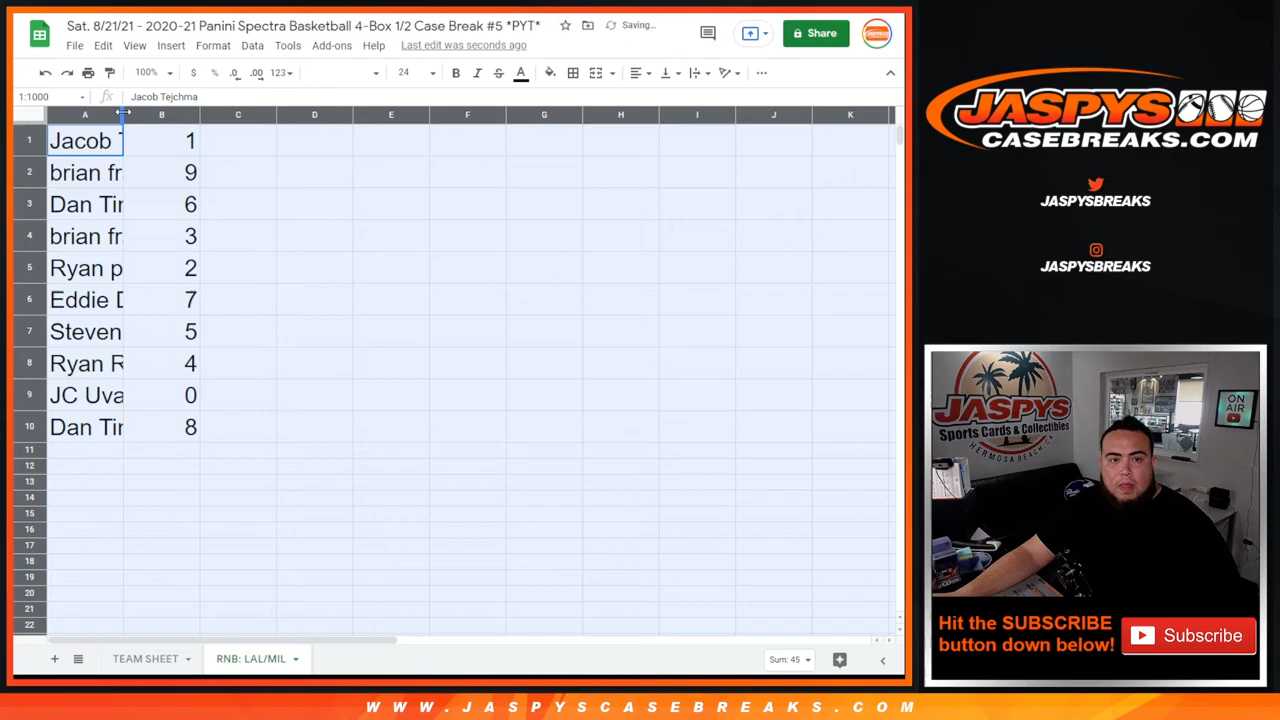 Sat. 8/21/21 - 2020-21 Panini Spectra Basketball 4-Box 1/2 Case Break #5 *PYT*
Saving...
File Edit View Insert Format Data Tools Add-ons Help Last edit was seconds ago
Share
100% $ % .0 .00 123 24 B I S A
1:1000 fx Jacob Tejchma
A B C D E F G H I J K
1 Jacob T 1
2 brian fr 9
3 Dan Tir 6
4 brian fr 3
5 Ryan p 2
6 Eddie D 7
7 Steven 5
8 Ryan R 4
9 JC Uva 0
10 Dan Tir 8
11
12
13
14
15
16
17
18
19
20
21
22
TEAM SHEET RNB: LAL/MIL Sum: 45
JASPYS
CASEBREAKS.COM
JASPYSBREAKS
JASPYSBREAKS
JASPYS
Sports Cards & Collectibles
HERMOSA BEACH CA
ON
AIR
Hit the SUBSCRIBE
button down below!
Subscribe
WWW.JASPYSCASEBREAKS.COM